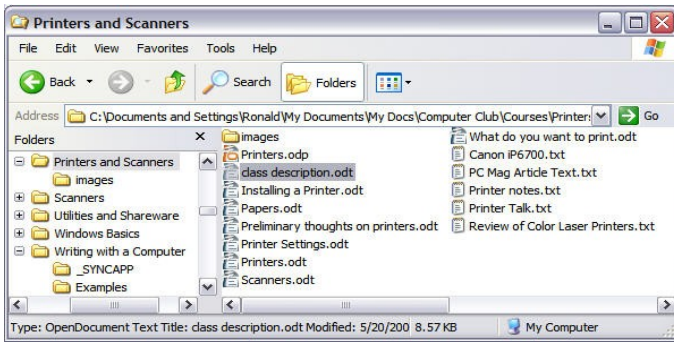 Printers and Scanners
File Edit View Favorites Tools Help
Back Search Folders
Address C:\Documents and Settings\Ronald\My Documents\My Docs\Computer Club\Courses\Printer: Go
Folders
Printers and Scanners
images
Scanners
Utilities and Shareware
Windows Basics
Writing with a Computer
_SYNCAPP
Examples
images
Printers.odp
class description.odt
Installing a Printer.odt
Papers.odt
Preliminary thoughts on printers.odt
Printer Settings.odt
Printers.odt
Scanners.odt
What do you want to print.odt
Canon iP6700.txt
PC Mag Article Text.txt
Printer notes.txt
Printer Talk.txt
Review of Color Laser Printers.txt
Type: OpenDocument Text Title: class description.odt Modified: 5/20/200 8.57 KB My Computer